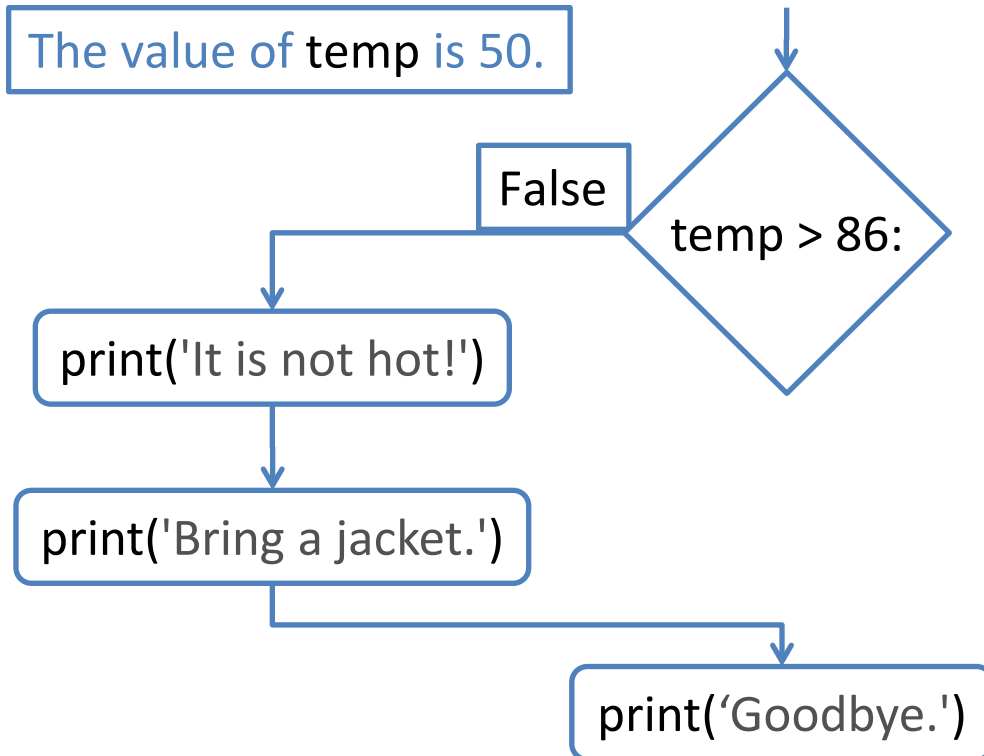 The value of temp is 50.
False
temp > 86:
print('It is not hot!')
print('Bring a jacket.')
print(‘Goodbye.')